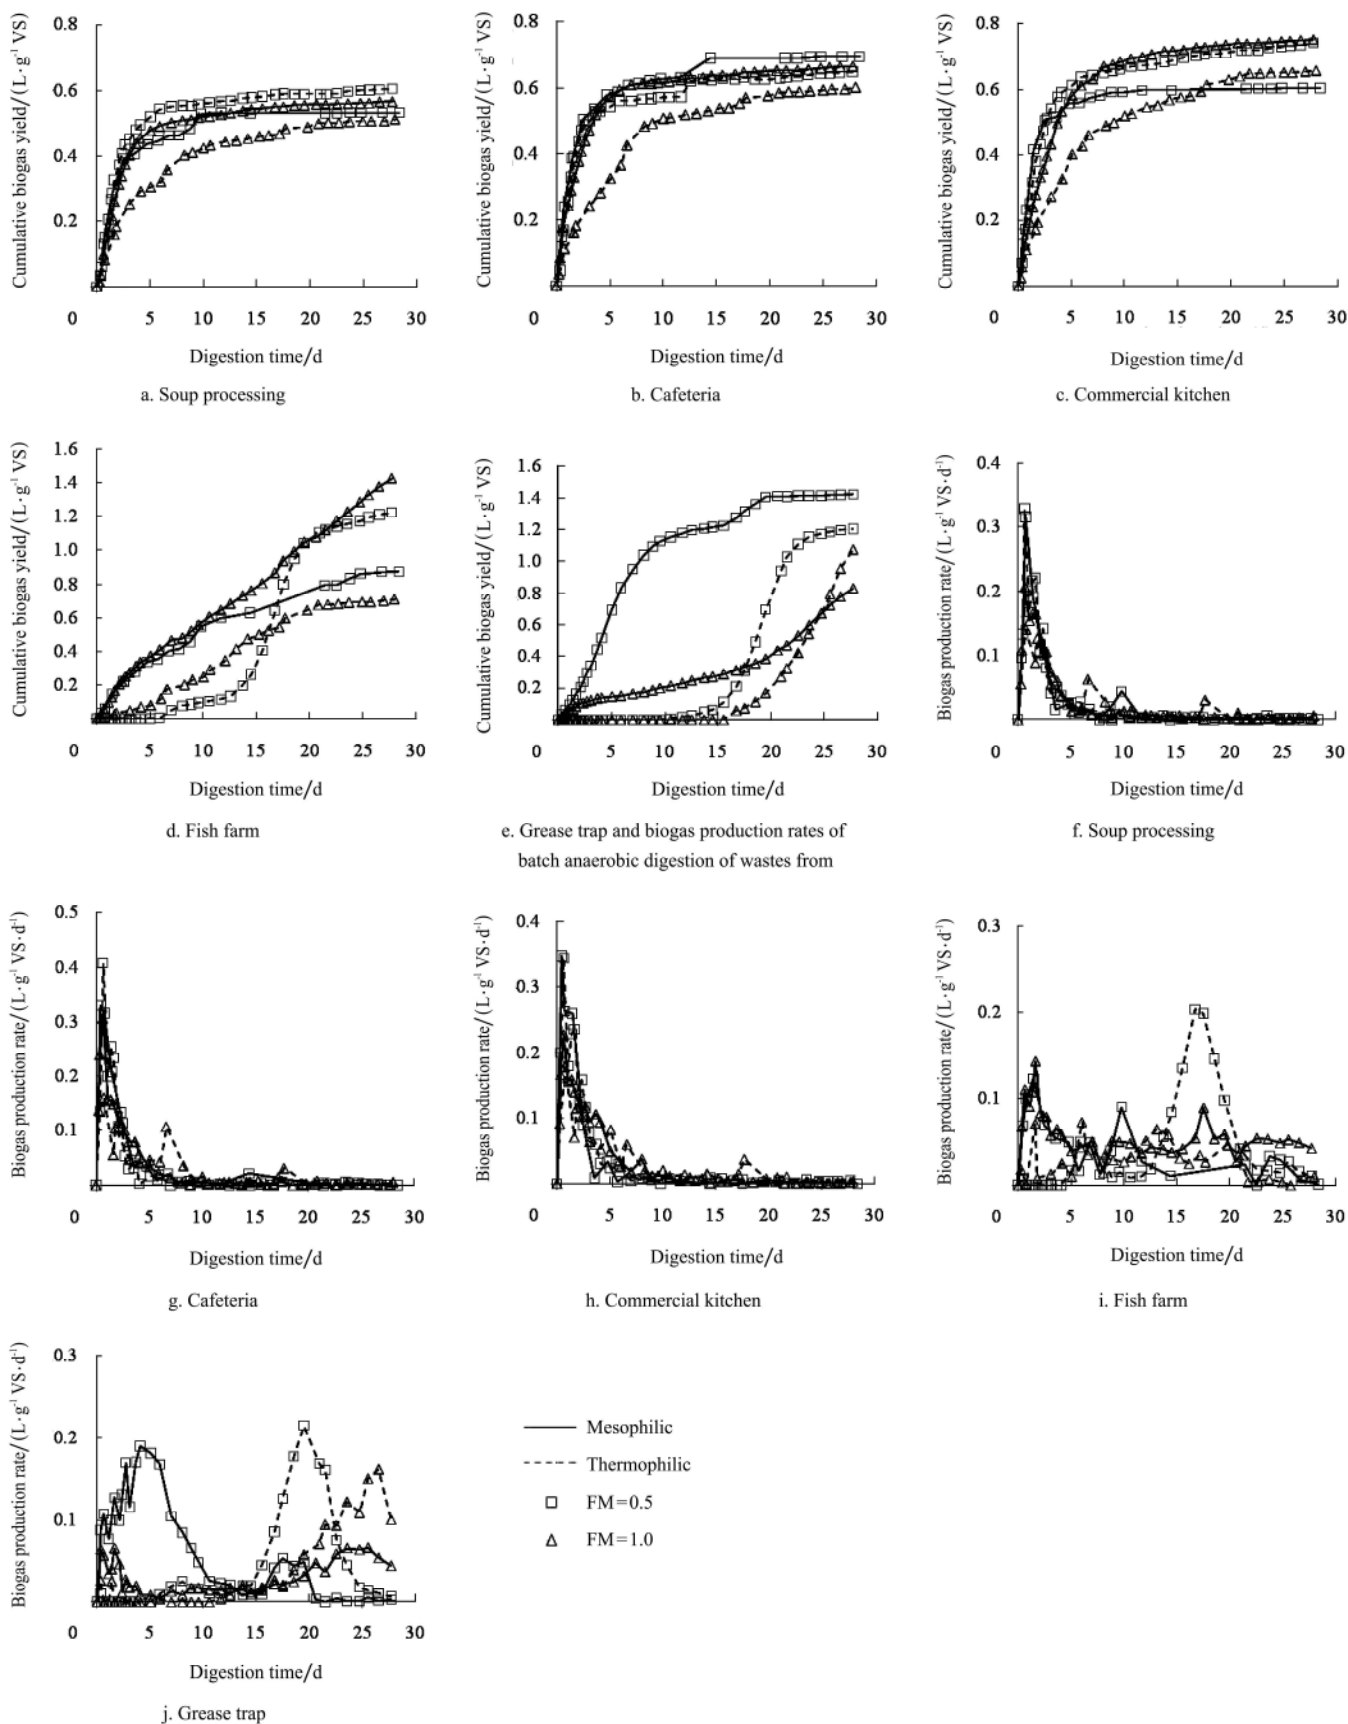 Cumulative biogas yield/(L·g⁻¹ VS)
0.8
0.6
0.4
0.2
0 5 10 15 20 25 30
Digestion time/d
a. Soup processing
Cumulative biogas yield/(L·g⁻¹ VS)
0.8
0.6
0.4
0.2
0 5 10 15 20 25 30
Digestion time/d
b. Cafeteria
Cumulative biogas yield/(L·g⁻¹ VS)
0.8
0.6
0.4
0.2
0 5 10 15 20 25 30
Digestion time/d
c. Commercial kitchen
Cumulative biogas yield/(L·g⁻¹ VS)
1.6
1.4
1.2
1.0
0.8
0.6
0.4
0.2
0 5 10 15 20 25 30
Digestion time/d
d. Fish farm
Cumulative biogas yield/(L·g⁻¹ VS)
1.6
1.4
1.2
1.0
0.8
0.6
0.4
0.2
0 5 10 15 20 25 30
Digestion time/d
e. Grease trap and biogas production rates of
batch anaerobic digestion of wastes from
Biogas production rate/(L·g⁻¹ VS·d⁻¹)
0.4
0.3
0.2
0.1
0 5 10 15 20 25 30
Digestion time/d
f. Soup processing
Biogas production rate/(L·g⁻¹ VS·d⁻¹)
0.5
0.4
0.3
0.2
0.1
0 5 10 15 20 25 30
Digestion time/d
g. Cafeteria
Biogas production rate/(L·g⁻¹ VS·d⁻¹)
0.4
0.3
0.2
0.1
0 5 10 15 20 25 30
Digestion time/d
h. Commercial kitchen
Biogas production rate/(L·g⁻¹ VS·d⁻¹)
0.3
0.2
0.1
0 5 10 15 20 25 30
Digestion time/d
i. Fish farm
Biogas production rate/(L·g⁻¹ VS·d⁻¹)
0.3
0.2
0.1
0 5 10 15 20 25 30
Digestion time/d
j. Grease trap
Mesophilic
Thermophilic
FM=0.5
FM=1.0